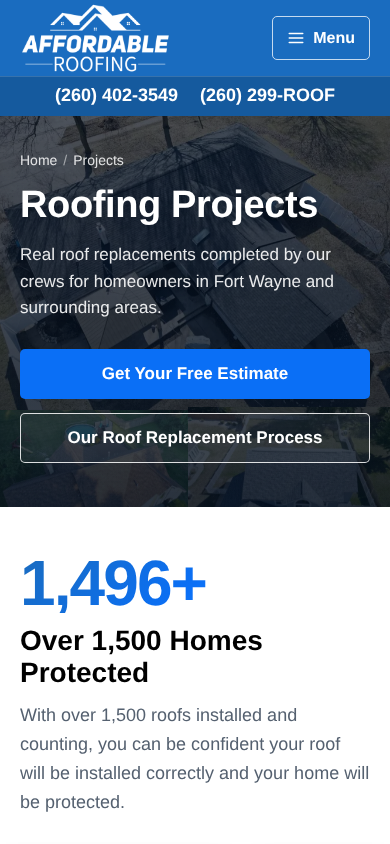 AFFORDABLE
ROOFING
Menu
(260) 402-3549 (260) 299-ROOF
Home / Projects
Roofing Projects
Real roof replacements completed by our
crews for homeowners in Fort Wayne and
surrounding areas.
Get Your Free Estimate
Our Roof Replacement Process
1,496+
Over 1,500 Homes
Protected
With over 1,500 roofs installed and
counting, you can be confident your roof
will be installed correctly and your home will
be protected.